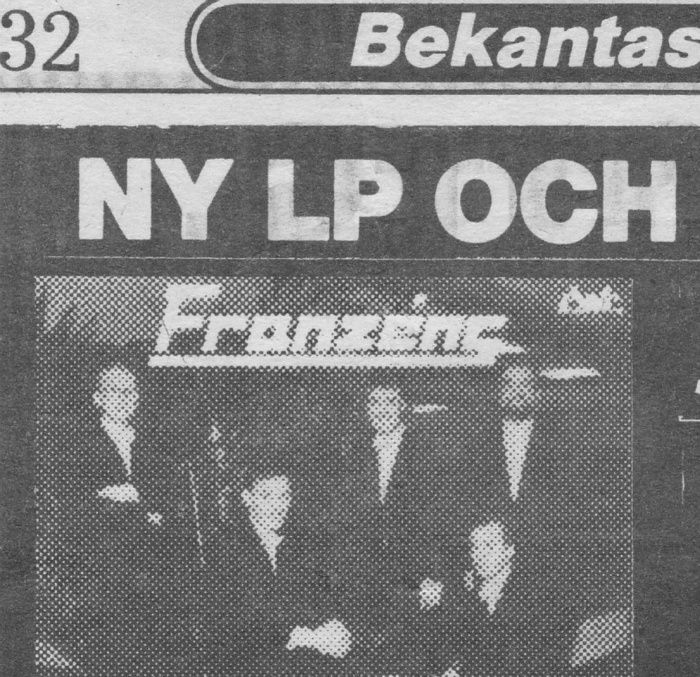 32
Bekantas
NY LP OCH
Franzéns